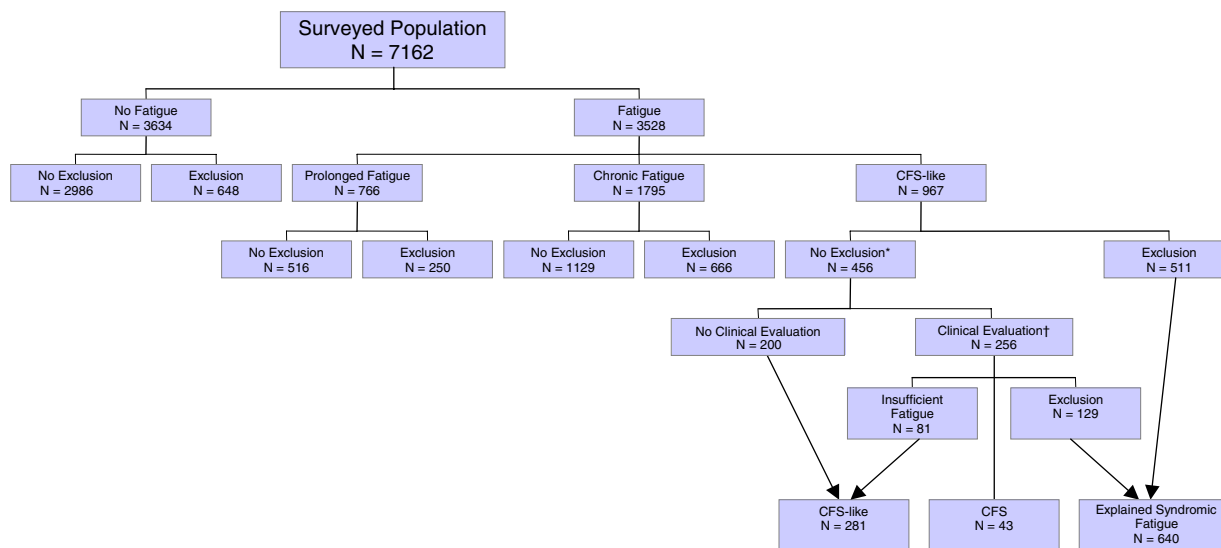 Surveyed Population
N = 7162
No Fatigue
N = 3634
Fatigue
N = 3528
No Exclusion
N = 2986
Exclusion
N = 648
Prolonged Fatigue
N = 766
Chronic Fatigue
N = 1795
CFS-like
N = 967
No Exclusion
N = 516
Exclusion
N = 250
No Exclusion
N = 1129
Exclusion
N = 666
No Exclusion*
N = 456
Exclusion
N = 511
No Clinical Evaluation
N = 200
Clinical Evaluation†
N = 256
Insufficient
Fatigue
N = 81
Exclusion
N = 129
CFS-like
N = 281
CFS
N = 43
Explained Syndromic
Fatigue
N = 640